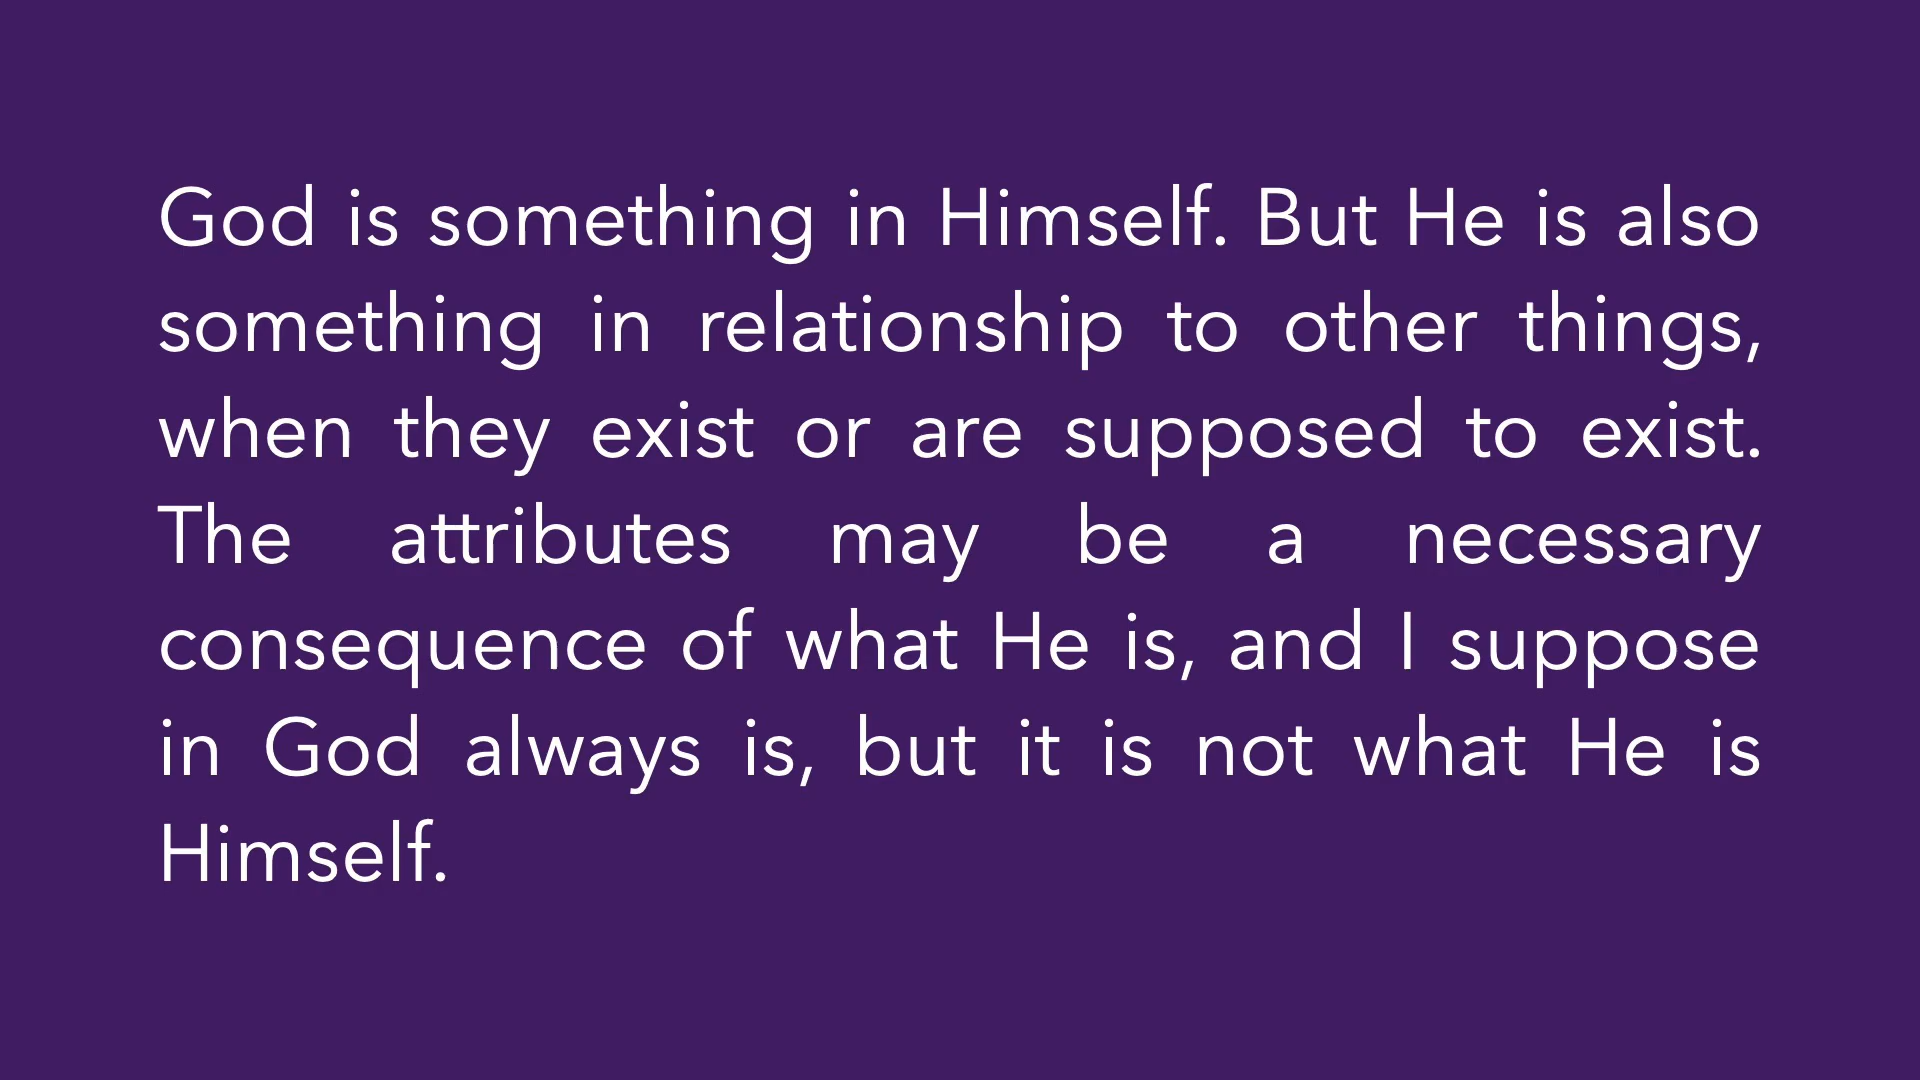 God is something in Himself. But He is also
something in relationship to other things,
when they exist or are supposed to exist.
The attributes may be a necessary
consequence of what He is, and I suppose
in God always is, but it is not what He is
Himself.